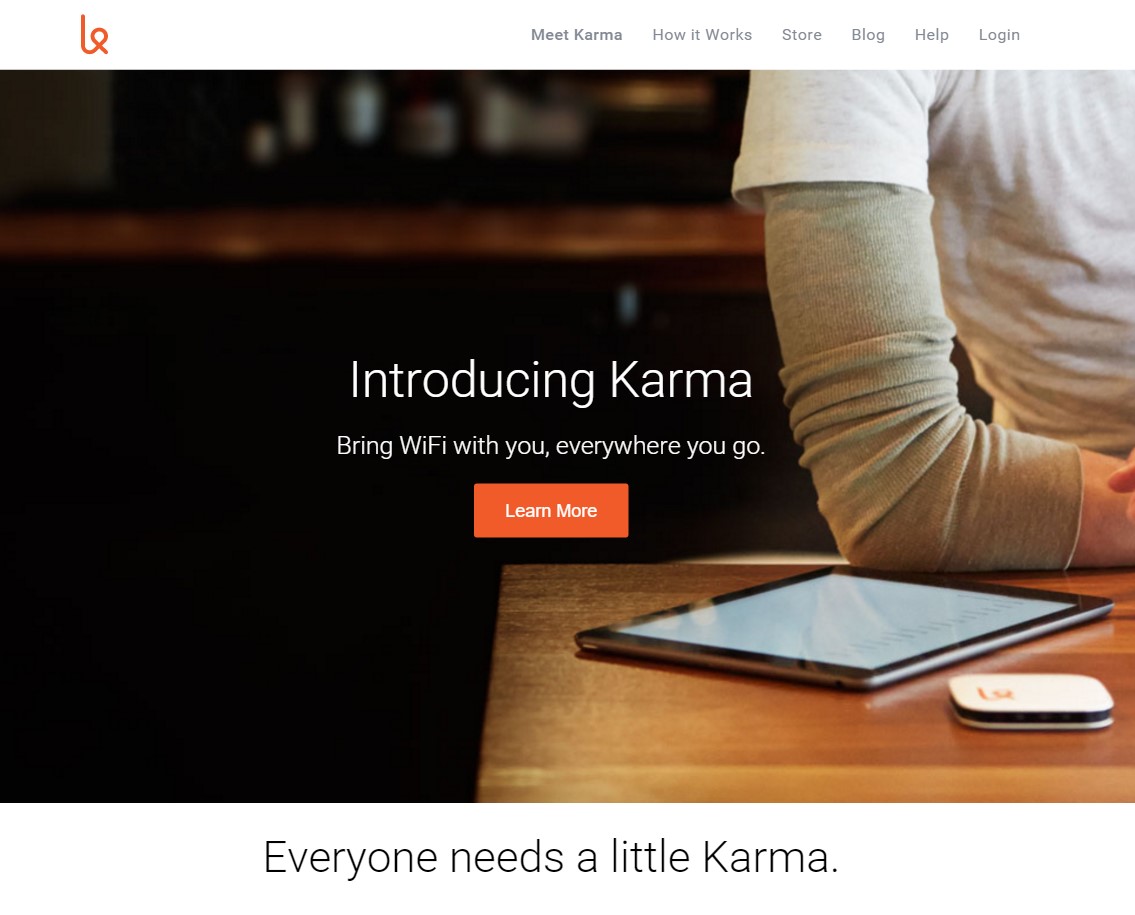 Meet Karma How it Works Store Blog Help Login
Introducing Karma
Bring WiFi with you, everywhere you go.
Learn More
Everyone needs a little Karma.